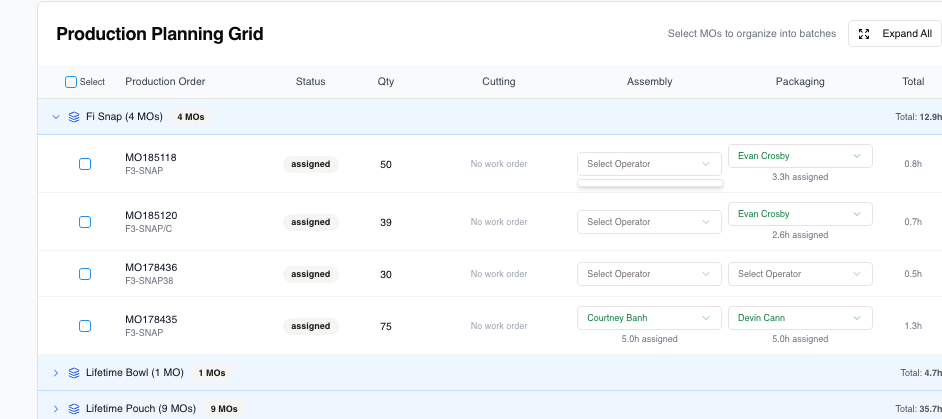 Production Planning Grid
Select MOs to organize into batches
Expand All
Select Production Order Status Qty Cutting Assembly Packaging Total
Fi Snap (4 MOs) 4 MOs Total: 12.9h
MO185118 assigned 50 No work order Select Operator Evan Crosby 0.8h
F3-SNAP 3.3h assigned
MO185120 assigned 39 No work order Select Operator Evan Crosby 0.7h
F3-SNAP/C 2.6h assigned
MO178436 assigned 30 No work order Select Operator Select Operator 0.5h
F3-SNAP38
MO178435 assigned 75 No work order Courtney Banh Devin Cann 1.3h
F3-SNAP 5.0h assigned 5.0h assigned
Lifetime Bowl (1 MO) 1 MOs Total: 4.7h
Lifetime Pouch (9 MOs) 9 MOs Total: 35.7h